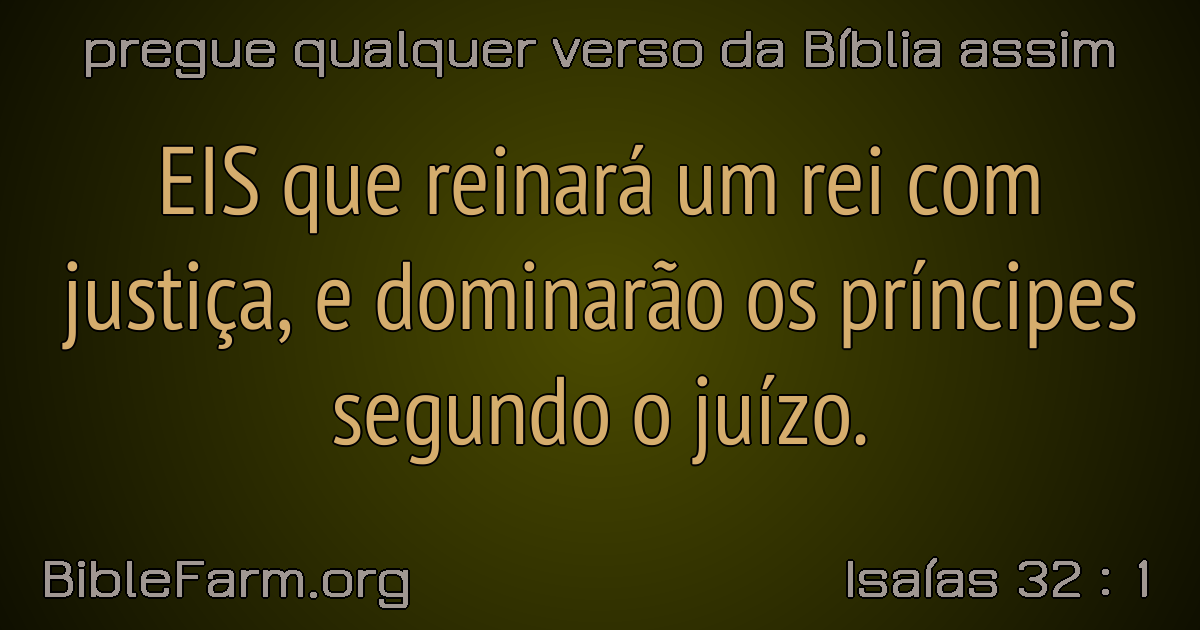 pregue qualquer verso da Bíblia assim
EIS que reinará um rei com
justiça, e dominarão os príncipes
segundo o juízo.
BibleFarm.org
Isaías 32 : 1